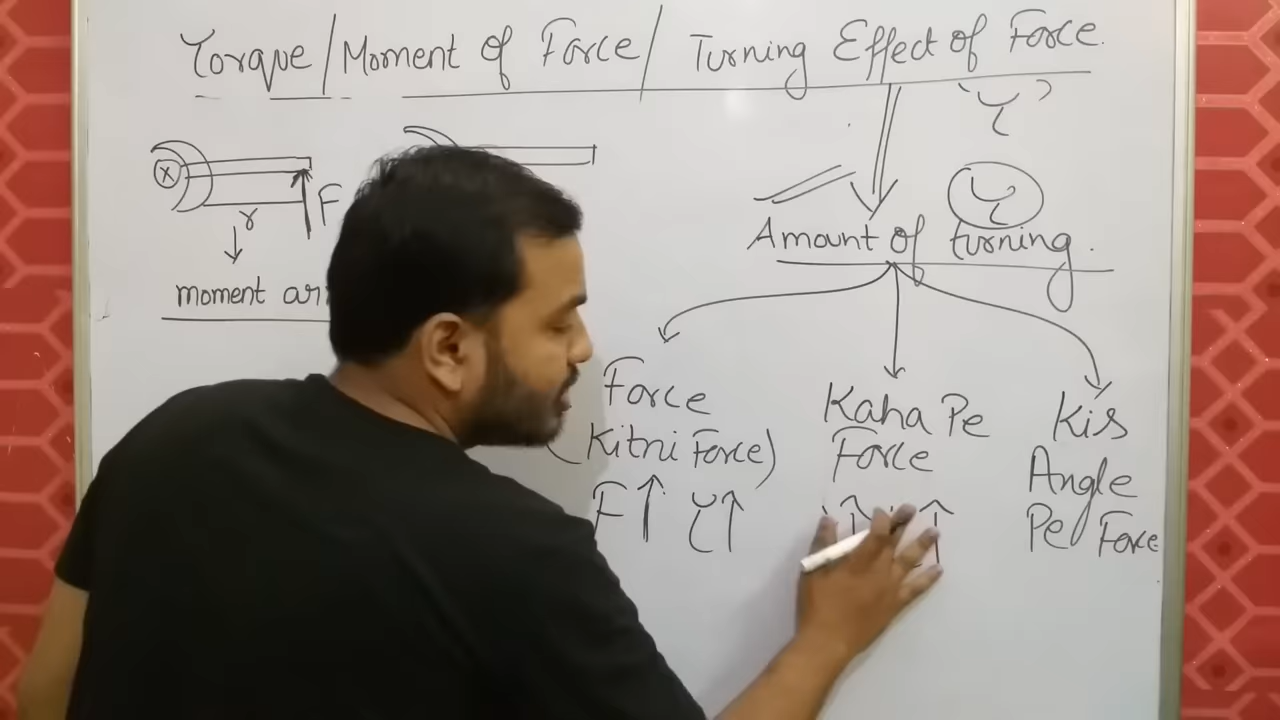 Torque / Moment of Force / Turning Effect of Force.
'τ'
x
F
r
τ
Amount of turning.
moment
Force
(Kitni Force)
F↑ τ↑
Kaha Pe
Force
↑ ↑
Kis
Angle
Pe Force